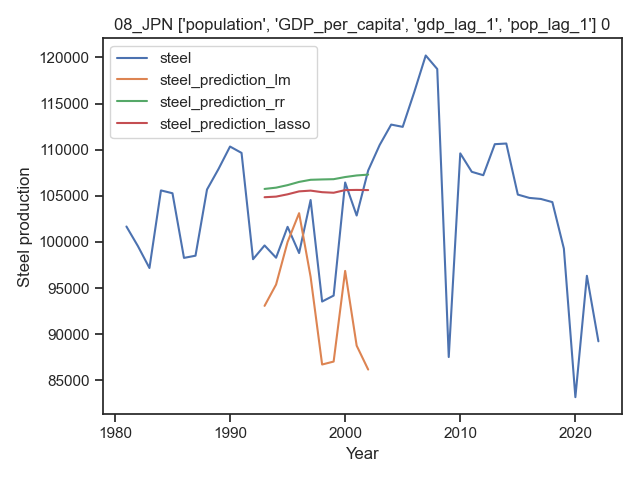 08_JPN ['population', 'GDP_per_capita', 'gdp_lag_1', 'pop_lag_1'] 0
steel
steel_prediction_lm
steel_prediction_rr
steel_prediction_lasso
120000
115000
110000
105000
100000
95000
90000
85000
Steel production
1980
1990
2000
2010
2020
Year